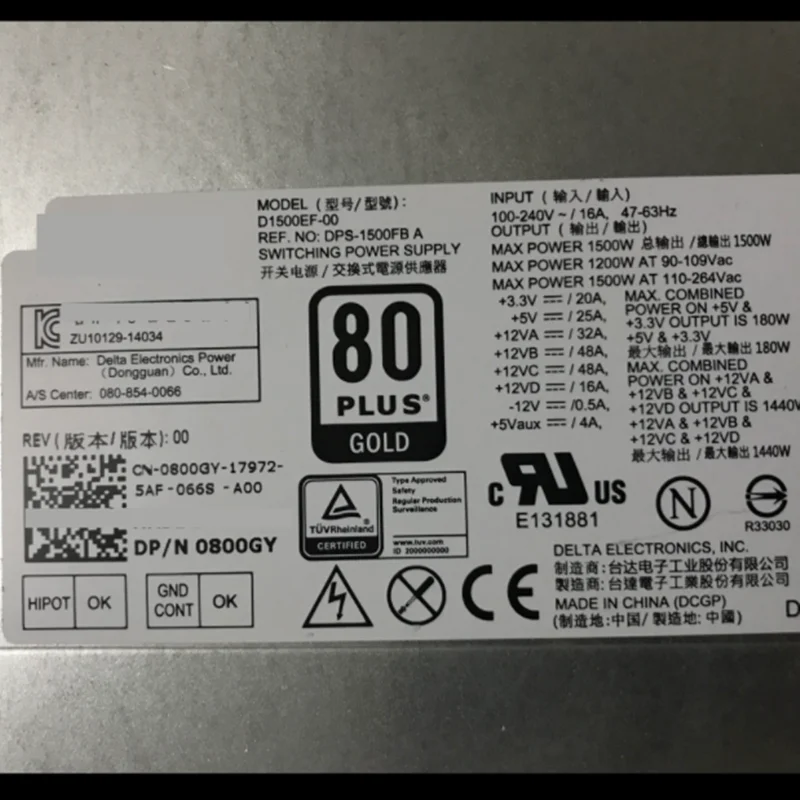 MODEL (型号/型號):
D1500EF-00
REF. NO: DPS-1500FB A
SWITCHING POWER SUPPLY
开关电源 / 交換式電源供應器
INPUT ( 输入 / 輸入)
100-240V ~ / 16A, 47-63Hz
OUTPUT ( 输出 / 輸出)
MAX POWER 1500W 总输出 / 總輸出 1500W
MAX POWER 1200W AT 90-109Vac
MAX POWER 1500W AT 110-264Vac
+3.3V ⎓ / 20A,
+5V ⎓ / 25A,
+12VA ⎓ / 32A,
+12VB ⎓ / 48A,
+12VC ⎓ / 48A,
+12VD ⎓ / 16A,
-12V ⎓ /0.5A,
+5Vaux ⎓ / 4A,
MAX. COMBINED
POWER ON +5V &
+3.3V OUTPUT IS 180W
+5V & +3.3V
最大输出 / 最大輸出 180W
MAX. COMBINED
POWER ON +12VA &
+12VB & +12VC &
+12VD OUTPUT IS 1440W
+12VA & +12VB &
+12VC & +12VD
最大输出 / 最大輸出 1440W
80
PLUS®
GOLD
ZU10129-14034
Mfr. Name: Delta Electronics Power
(Dongguan) Co., Ltd.
A/S Center: 080-854-0066
REV (版本/版本): 00
CN-0800GY-17972-
5AF-066S -A00
DP/N 0800GY
HIPOT OK
GND
CONT OK
TÜVRheinland
CERTIFIED
Type Approved
Safety
Regular Production
Surveillance
www.tuv.com
ID 2000000000
c RU US
E131881
N
R33030
CE
DELTA ELECTRONICS, INC.
制造商: 台达电子工业股份有限公司
製造商: 台達電子工業股份有限公司
MADE IN CHINA (DCGP)
(制造地:中国/ 製造地: 中國)
D